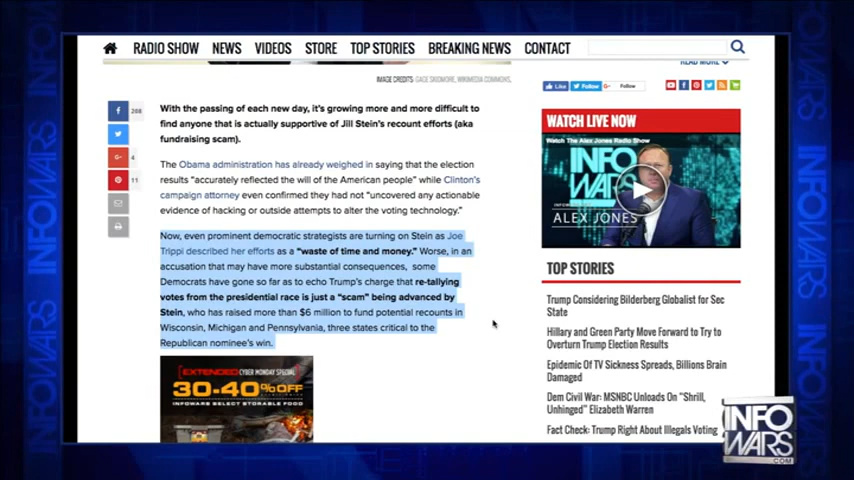 RADIO SHOW NEWS VIDEOS STORE TOP STORIES BREAKING NEWS CONTACT
IMAGE CREDITS: GAGE SKIDMORE, WIKIMEDIA COMMONS.
READ MORE
Like Follow Follow
268
4
11
With the passing of each new day, it's growing more and more difficult to
find anyone that is actually supportive of Jill Stein's recount efforts (aka
fundraising scam).
The Obama administration has already weighed in saying that the election
results "accurately reflected the will of the American people" while Clinton's
campaign attorney even confirmed they had not "uncovered any actionable
evidence of hacking or outside attempts to alter the voting technology."
Now, even prominent democratic strategists are turning on Stein as Joe
Trippi described her efforts as a "waste of time and money." Worse, in an
accusation that may have more substantial consequences, some
Democrats have gone so far as to echo Trump's charge that re-tallying
votes from the presidential race is just a "scam" being advanced by
Stein, who has raised more than $6 million to fund potential recounts in
Wisconsin, Michigan and Pennsylvania, three states critical to the
Republican nominee's win.
[EXTENDED CYBER MONDAY SPECIAL]
30-40% OFF
INFOWARS SELECT STORABLE FOOD
WATCH LIVE NOW
Watch The Alex Jones Radio Show
INFO
WARS
ALEX JONES
TOP STORIES
Trump Considering Bilderberg Globalist for Sec
State
Hillary and Green Party Move Forward to Try to
Overturn Trump Election Results
Epidemic Of TV Sickness Spreads, Billions Brain
Damaged
Dem Civil War: MSNBC Unloads On "Shrill,
Unhinged" Elizabeth Warren
Fact Check: Trump Right About Illegals Voting
INFO
WARS
.COM